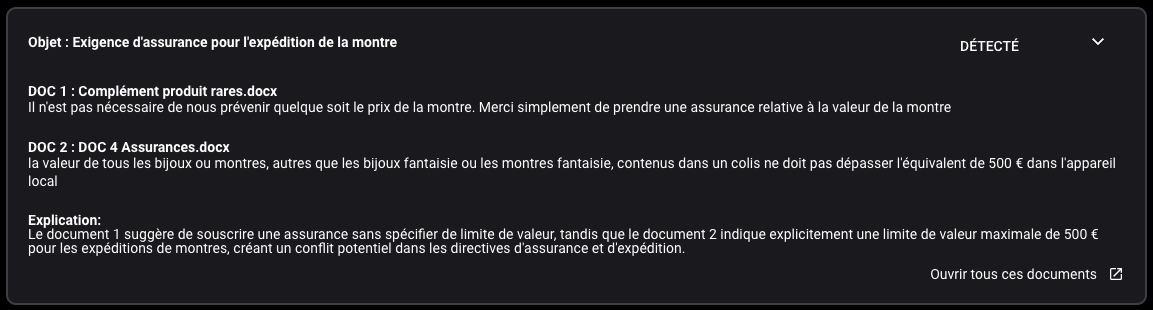 Objet : Exigence d'assurance pour l'expédition de la montre
DÉTECTÉ
DOC 1 : Complément produit rares.docx
Il n'est pas nécessaire de nous prévenir quelque soit le prix de la montre. Merci simplement de prendre une assurance relative à la valeur de la montre
DOC 2 : DOC 4 Assurances.docx
la valeur de tous les bijoux ou montres, autres que les bijoux fantaisie ou les montres fantaisie, contenus dans un colis ne doit pas dépasser l'équivalent de 500 € dans l'appareil
local
Explication:
Le document 1 suggère de souscrire une assurance sans spécifier de limite de valeur, tandis que le document 2 indique explicitement une limite de valeur maximale de 500 €
pour les expéditions de montres, créant un conflit potentiel dans les directives d'assurance et d'expédition.
Ouvrir tous ces documents